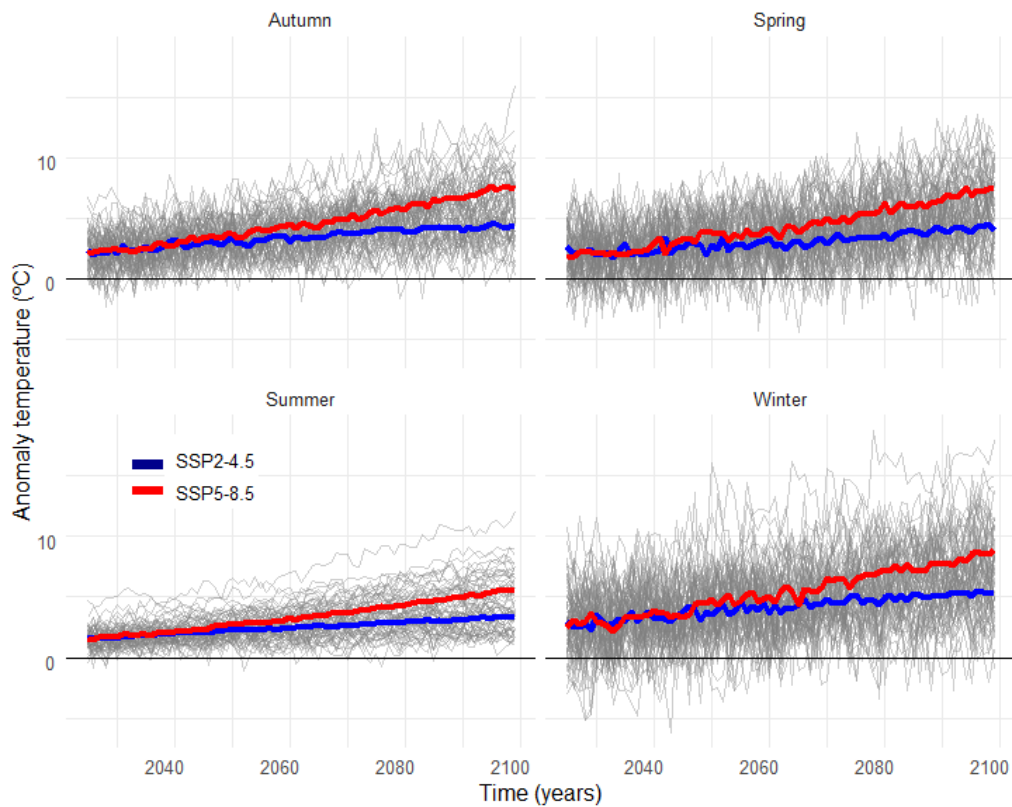 Autumn
Spring
10
0
Summer
Winter
SSP2-4.5
SSP5-8.5
10
0
Anomaly temperature (ºC)
2040
2060
2080
2100
2040
2060
2080
2100
Time (years)